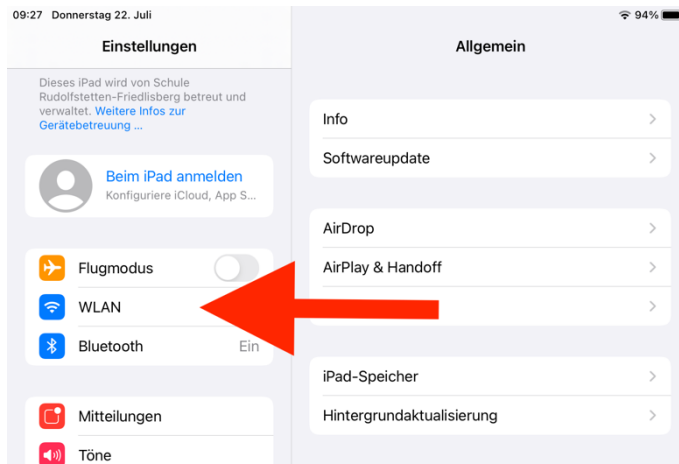 09:27 Donnerstag 22. Juli
94%
Einstellungen
Dieses iPad wird von Schule
Rudolfstetten-Friedlisberg betreut und
verwaltet. Weitere Infos zur
Gerätebetreuung ...
Beim iPad anmelden
Konfiguriere iCloud, App S...
Flugmodus
WLAN
Bluetooth Ein
Mitteilungen
Töne
Allgemein
Info
Softwareupdate
AirDrop
AirPlay & Handoff
iPad-Speicher
Hintergrundaktualisierung